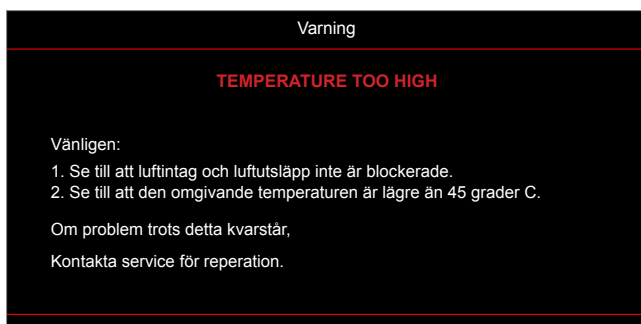 Varning
TEMPERATURE TOO HIGH
Vänligen:
1. Se till att luftintag och luftutsläpp inte är blockerade.
2. Se till att den omgivande temperaturen är lägre än 45 grader C.
Om problem trots detta kvarstår,
Kontakta service för reperation.